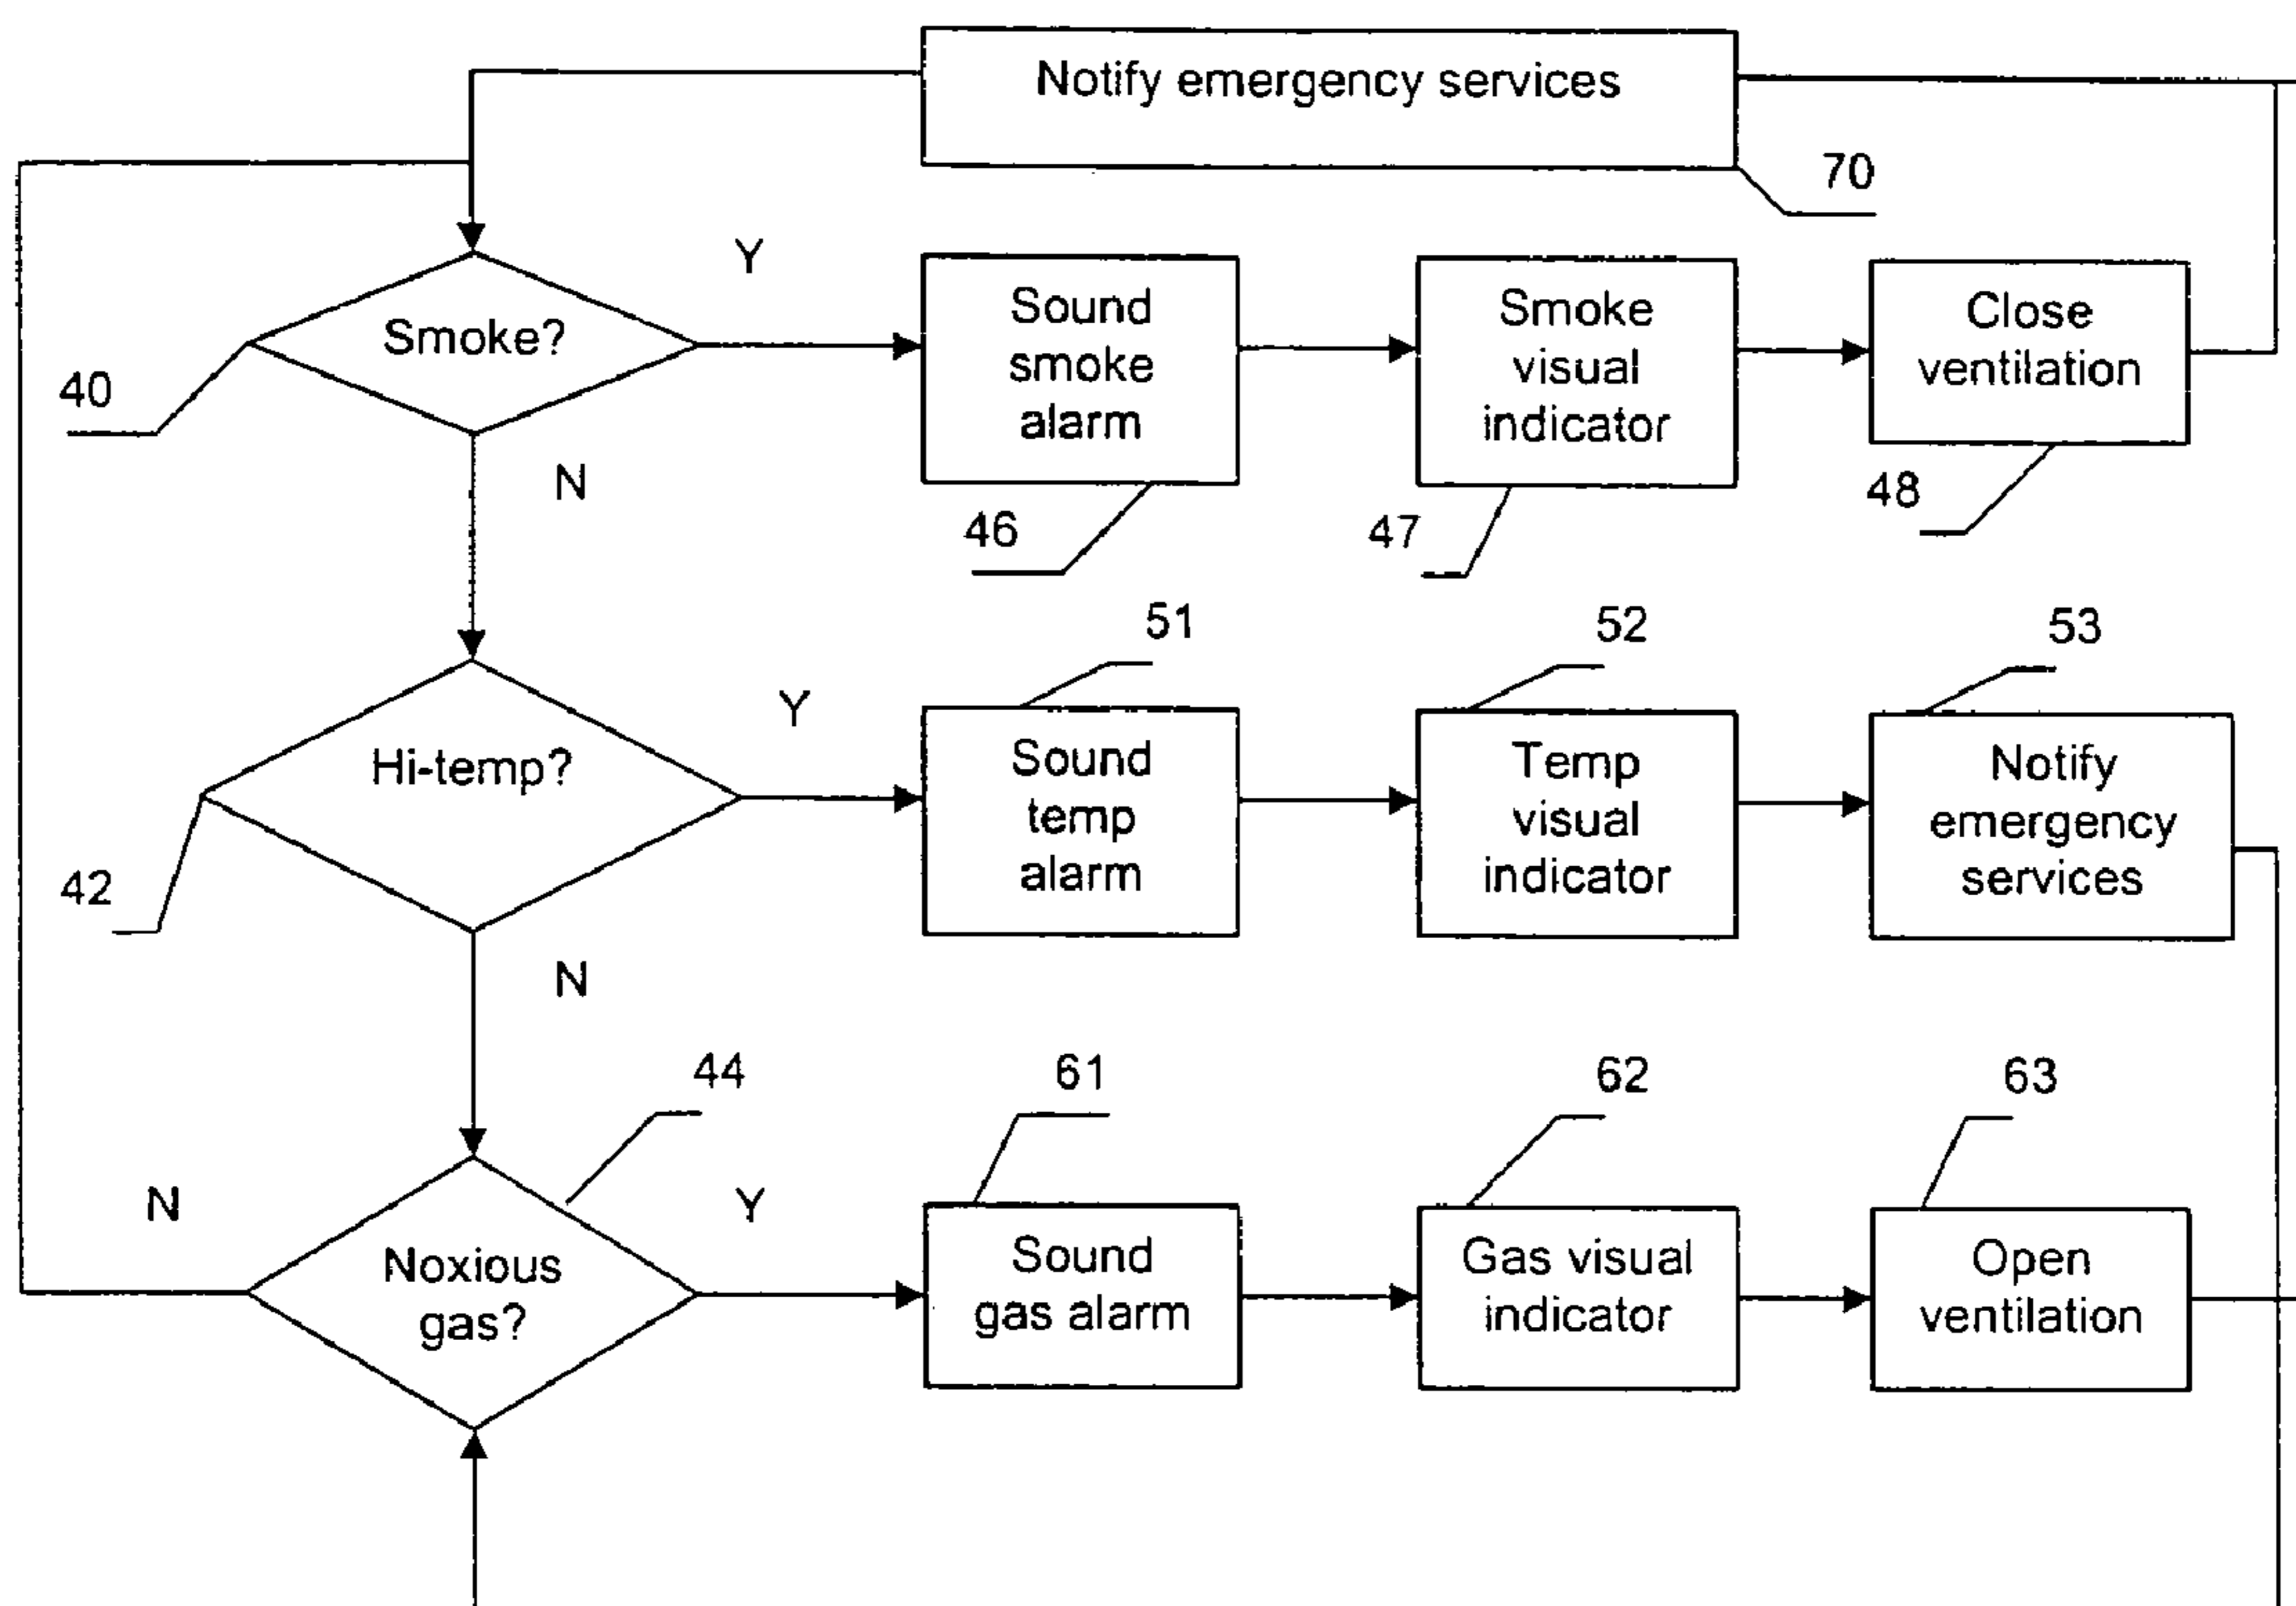 Notify emergency services
70
Y
Smoke?
Sound
smoke
alarm
Smoke
visual
indicator
Close
ventilation
40
N
46
47
48
51
52
53
Y
Hi-temp?
Sound
temp
alarm
Temp
visual
indicator
Notify
emergency
services
42
N
44
61
62
63
N
Y
Noxious
gas?
Sound
gas alarm
Gas visual
indicator
Open
ventilation